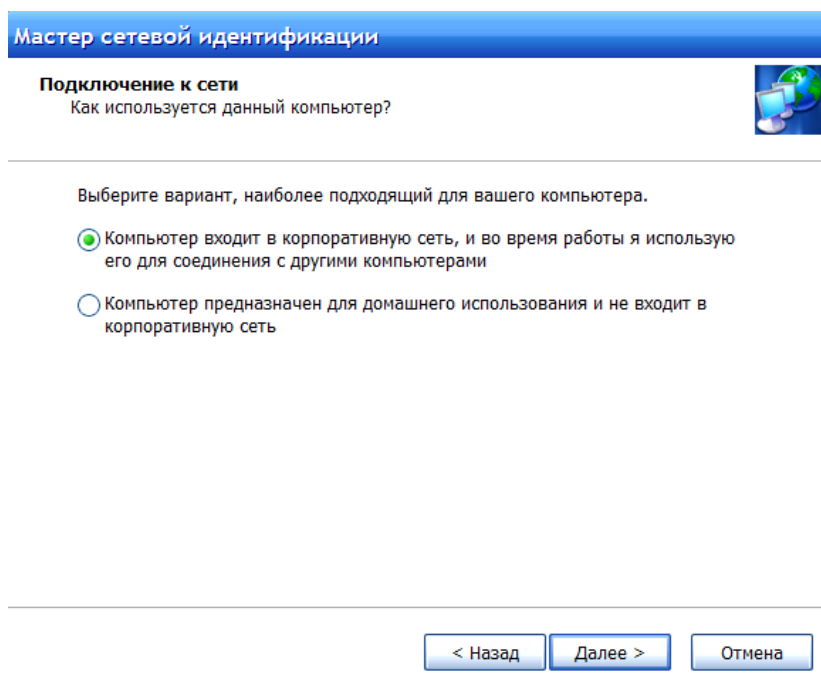 Мастер сетевой идентификации
Подключение к сети
Как используется данный компьютер?
Выберите вариант, наиболее подходящий для вашего компьютера.
Компьютер входит в корпоративную сеть, и во время работы я использую
его для соединения с другими компьютерами
Компьютер предназначен для домашнего использования и не входит в
корпоративную сеть
< Назад
Далее >
Отмена